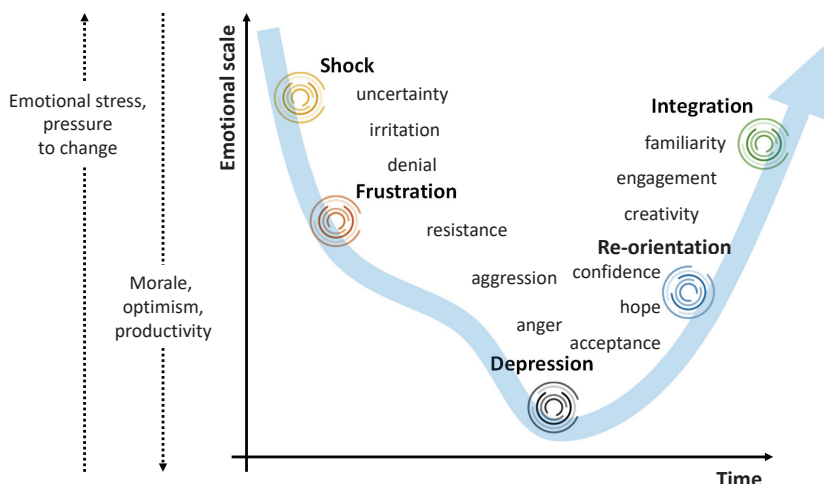 Emotional stress,
pressure
to change
Morale,
optimism,
productivity
Emotional scale
Shock
uncertainty
irritation
denial
Frustration
resistance
aggression
anger
Depression
Integration
familiarity
engagement
creativity
Re-orientation
confidence
hope
acceptance
Time